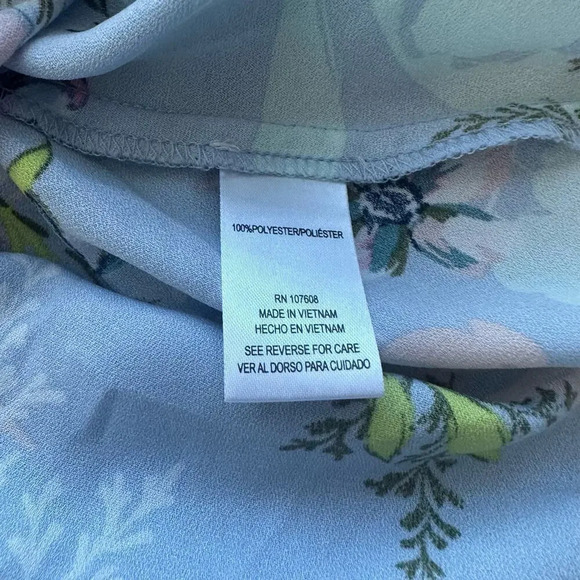 100%POLYESTER/POLIÉSTER
RN 107608
MADE IN VIETNAM
HECHO EN VIETNAM
SEE REVERSE FOR CARE
VER AL DORSO PARA CUIDADO